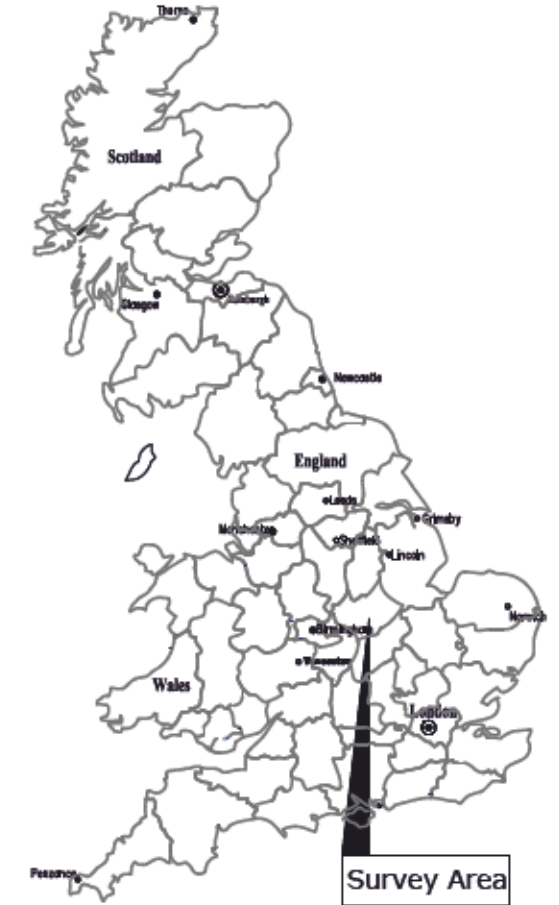 Thurso
Scotland
Glasgow
Edinburgh
Newcastle
England
Leeds
Grimsby
Manchester
Sheffield
Lincoln
Birmingham
Norwich
Worcester
Wales
London
Penzance
Survey Area